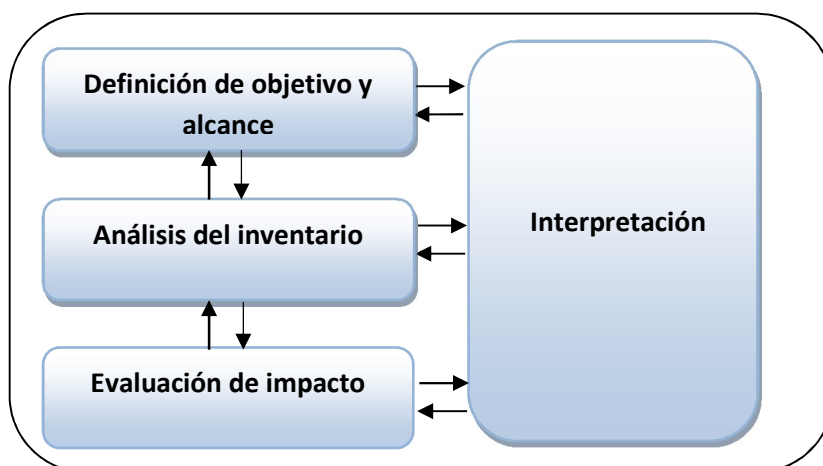 Definición de objetivo y
alcance
Análisis del inventario
Evaluación de impacto
Interpretación